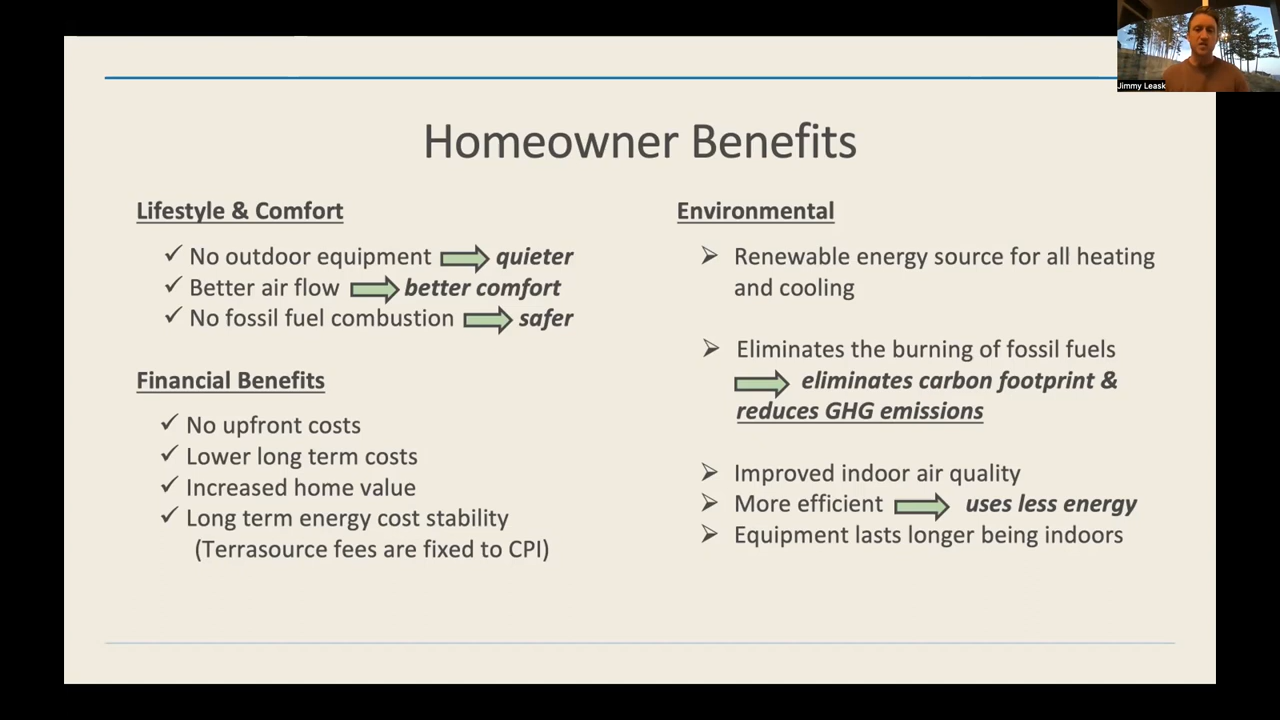 Jimmy Leask
Homeowner Benefits
Lifestyle & Comfort
✓ No outdoor equipment quieter
✓ Better air flow better comfort
✓ No fossil fuel combustion safer
Financial Benefits
✓ No upfront costs
✓ Lower long term costs
✓ Increased home value
✓ Long term energy cost stability
(Terrasource fees are fixed to CPI)
Environmental
Renewable energy source for all heating
and cooling
Eliminates the burning of fossil fuels
eliminates carbon footprint &
reduces GHG emissions
Improved indoor air quality
More efficient uses less energy
Equipment lasts longer being indoors